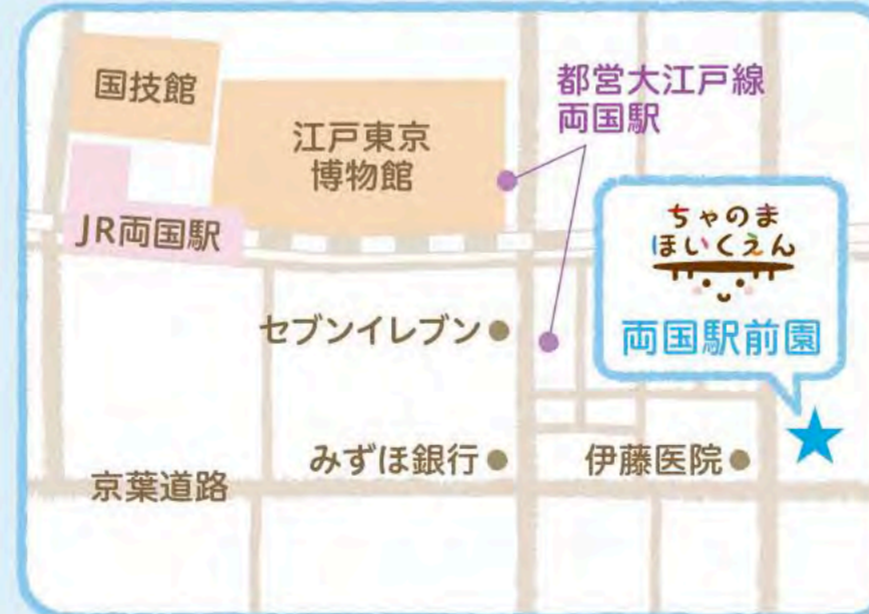 国技館
都営大江戸線
両国駅
江戸東京
博物館
ちゃのま
ほいくえん
JR両国駅
両国駅前園
セブンイレブン
みずほ銀行
伊藤医院
京葉道路